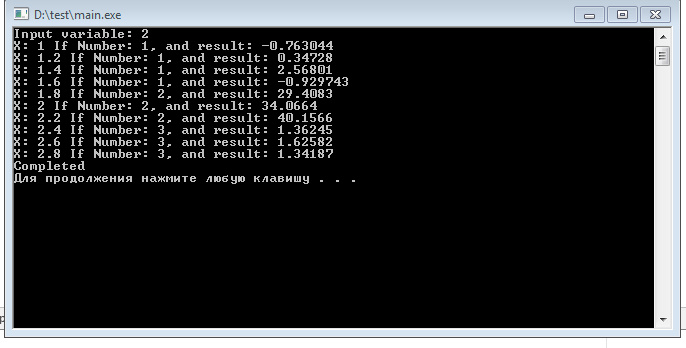 D:\test\main.exe
Input variable: 2
X: 1 If Number: 1, and result: -0.763044
X: 1.2 If Number: 1, and result: 0.34728
X: 1.4 If Number: 1, and result: 2.56801
X: 1.6 If Number: 1, and result: -0.929743
X: 1.8 If Number: 2, and result: 29.4083
X: 2 If Number: 2, and result: 34.0664
X: 2.2 If Number: 2, and result: 40.1566
X: 2.4 If Number: 3, and result: 1.36245
X: 2.6 If Number: 3, and result: 1.62582
X: 2.8 If Number: 3, and result: 1.34187
Completed
Для продолжения нажмите любую клавишу . . .